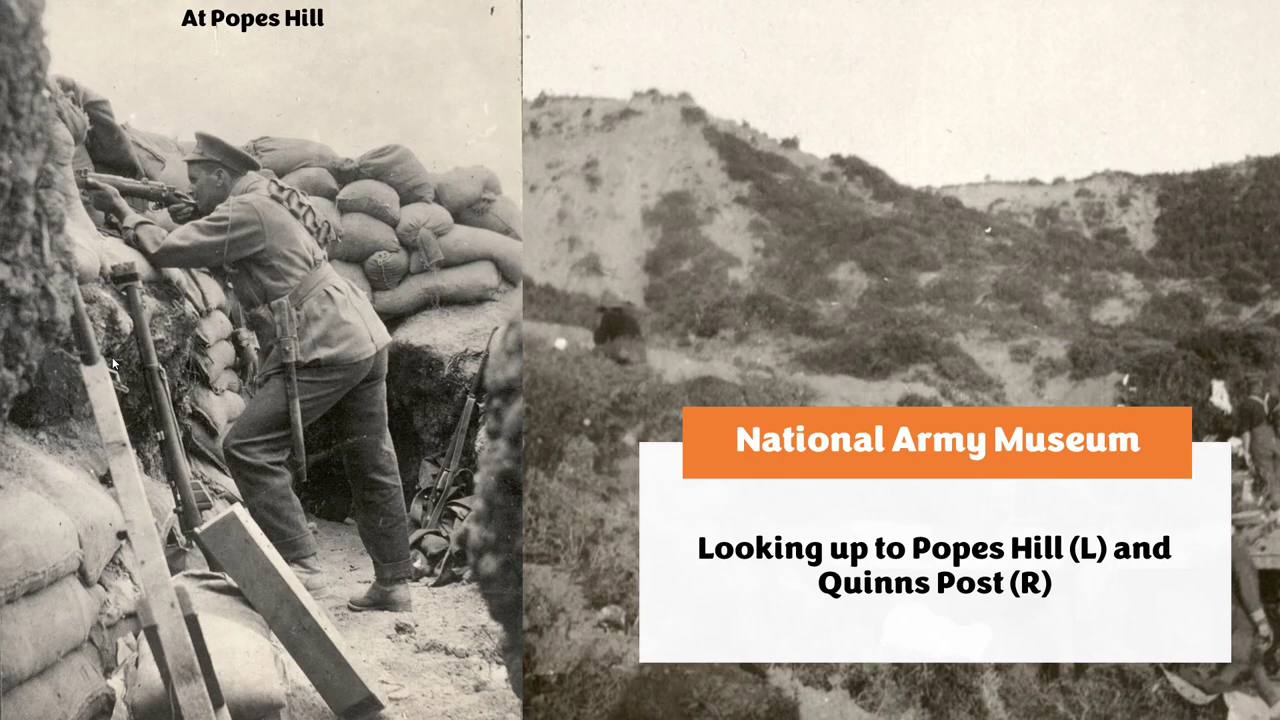 At Popes Hill
National Army Museum
Looking up to Popes Hill (L) and
Quinns Post (R)